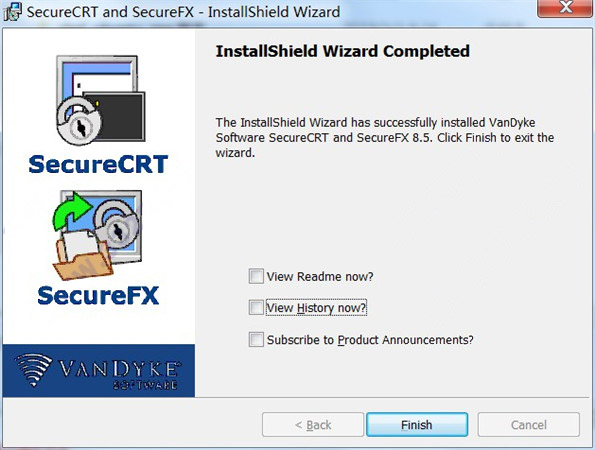 SecureCRT and SecureFX - InstallShield Wizard
InstallShield Wizard Completed
The InstallShield Wizard has successfully installed VanDyke
Software SecureCRT and SecureFX 8.5. Click Finish to exit the
wizard.
SecureCRT
SecureFX
View Readme now?
View History now?
Subscribe to Product Announcements?
VANDYKE
SOFTWARE
< Back
Finish
Cancel